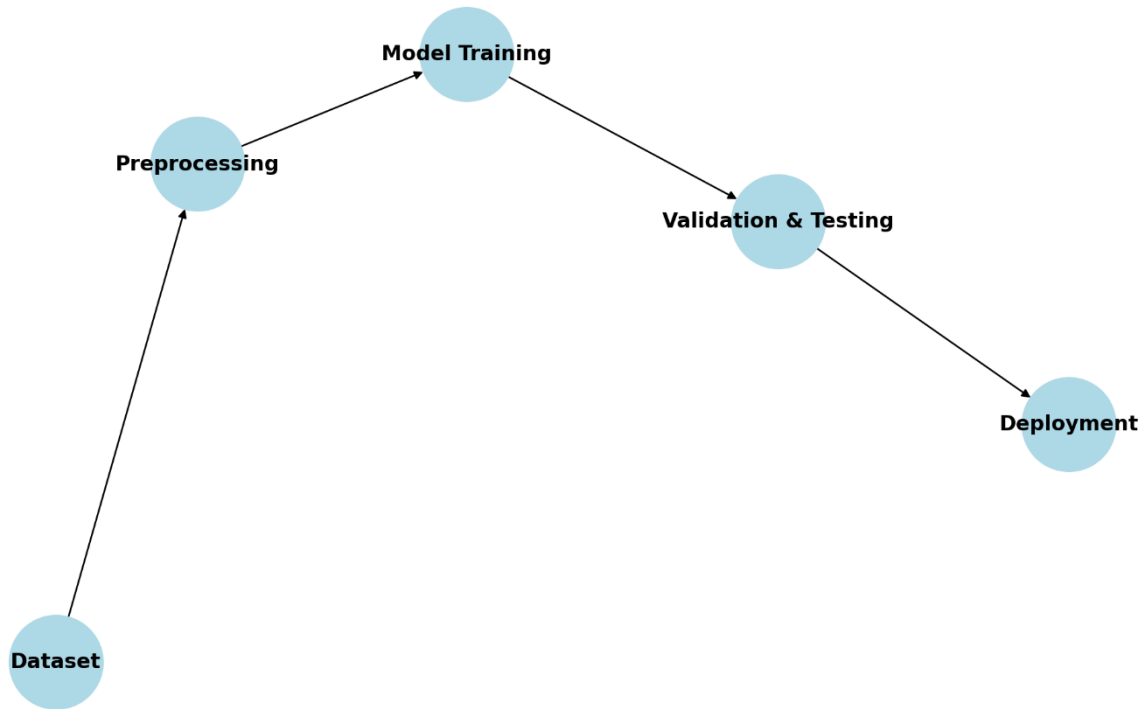 Model Training
Preprocessing
Validation & Testing
Deployment
Dataset